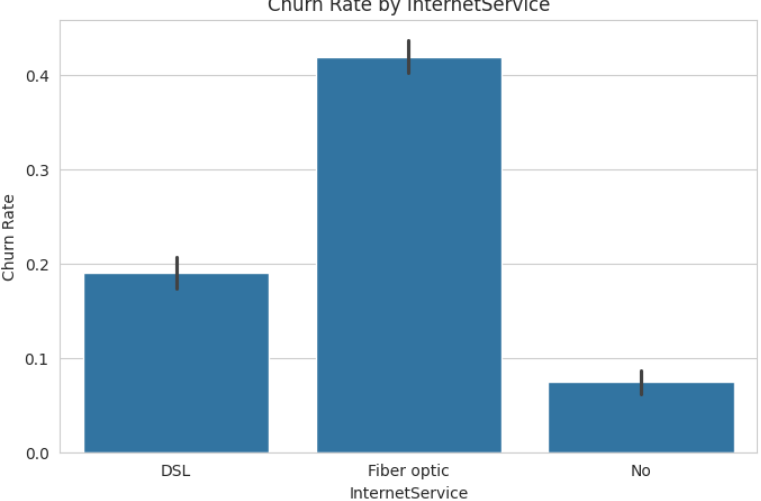 Churn Rate by InternetService
0.4
0.3
0.2
0.1
0.0
Churn Rate
DSL Fiber optic No
InternetService